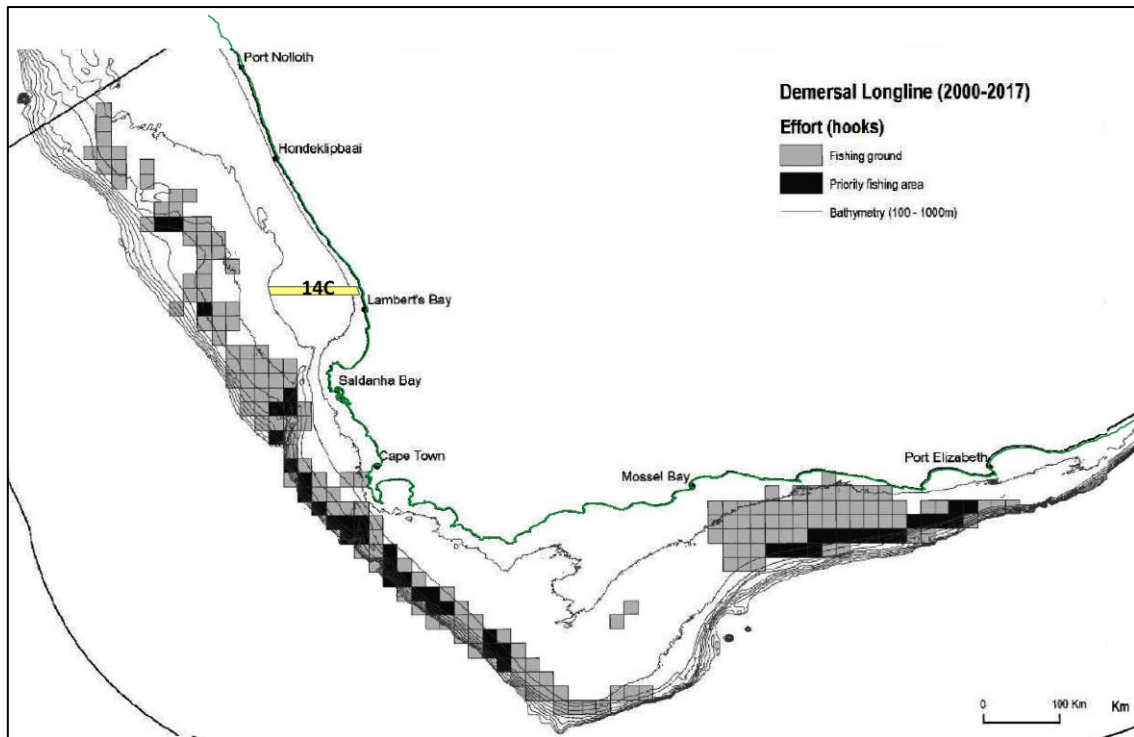 Port Nolloth
Demersal Longline (2000-2017)
Effort (hooks)
Hondeklipbaai
Fishing ground
Priority fishing area
Bathymetry (100 - 1000m)
14C
Lambert's Bay
Saldanha Bay
Cape Town
Mossel Bay
Port Elizabeth
0 100 Km Km